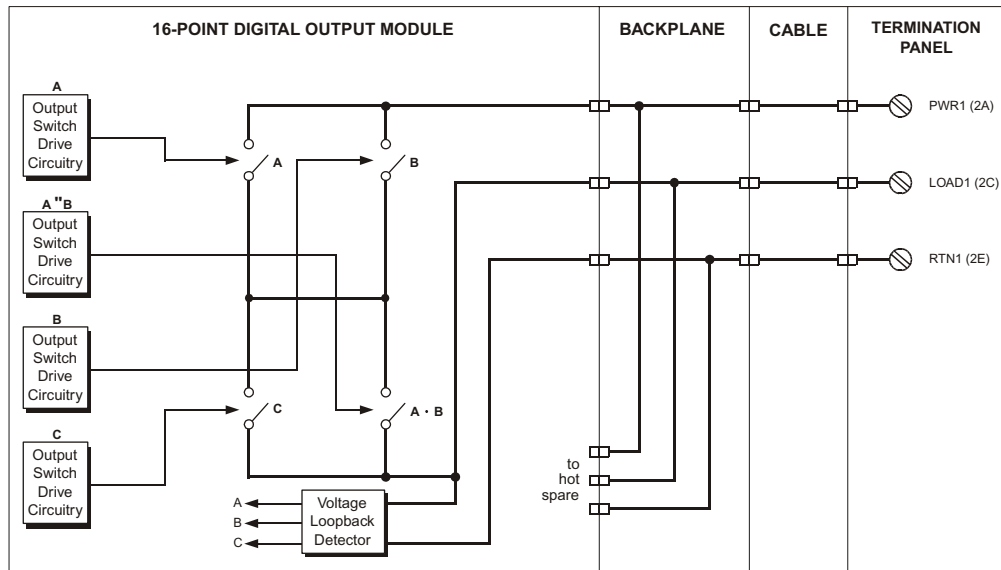 16-POINT DIGITAL OUTPUT MODULE
BACKPLANE
CABLE
TERMINATION
PANEL
A
Output
Switch
Drive
Circuitry
A "B
Output
Switch
Drive
Circuitry
B
Output
Switch
Drive
Circuitry
C
Output
Switch
Drive
Circuitry
A
B
C
A · B
A
B
C
Voltage
Loopback
Detector
to
hot
spare
PWR1 (2A)
LOAD1 (2C)
RTN1 (2E)